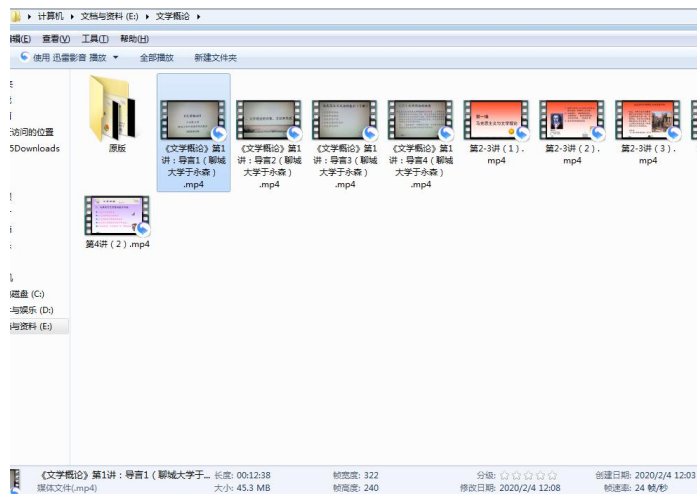 计算机 ▸ 文档与资料 (E:) ▸ 文学概论 ▸
编辑(E) 查看(V) 工具(T) 帮助(H)
使用 迅雷影音 播放 全部播放 新建文件夹
访问的位置
Downloads
磁盘 (C:)
与娱乐 (D:)
与资料 (E:)
原版
《文学概论》第1
讲：导言1（聊城
大学于永森）
.mp4
《文学概论》第1
讲：导言2（聊城
大学于永森）
.mp4
《文学概论》第1
讲：导言3（聊城
大学于永森）
.mp4
《文学概论》第1
讲：导言4（聊城
大学于永森）
.mp4
第2-3讲（1）.
mp4
第2-3讲（2）.
mp4
第2-3讲（3）.
mp4
第4讲（2）.mp4
《文学概论》第1讲：导言1（聊城大学于... 长度: 00:12:38 帧宽度: 322 分级: 创建日期: 2020/2/4 12:03
媒体文件(.mp4) 大小: 45.3 MB 帧高度: 240 修改日期: 2020/2/4 12:08 帧速率: 24 帧/秒